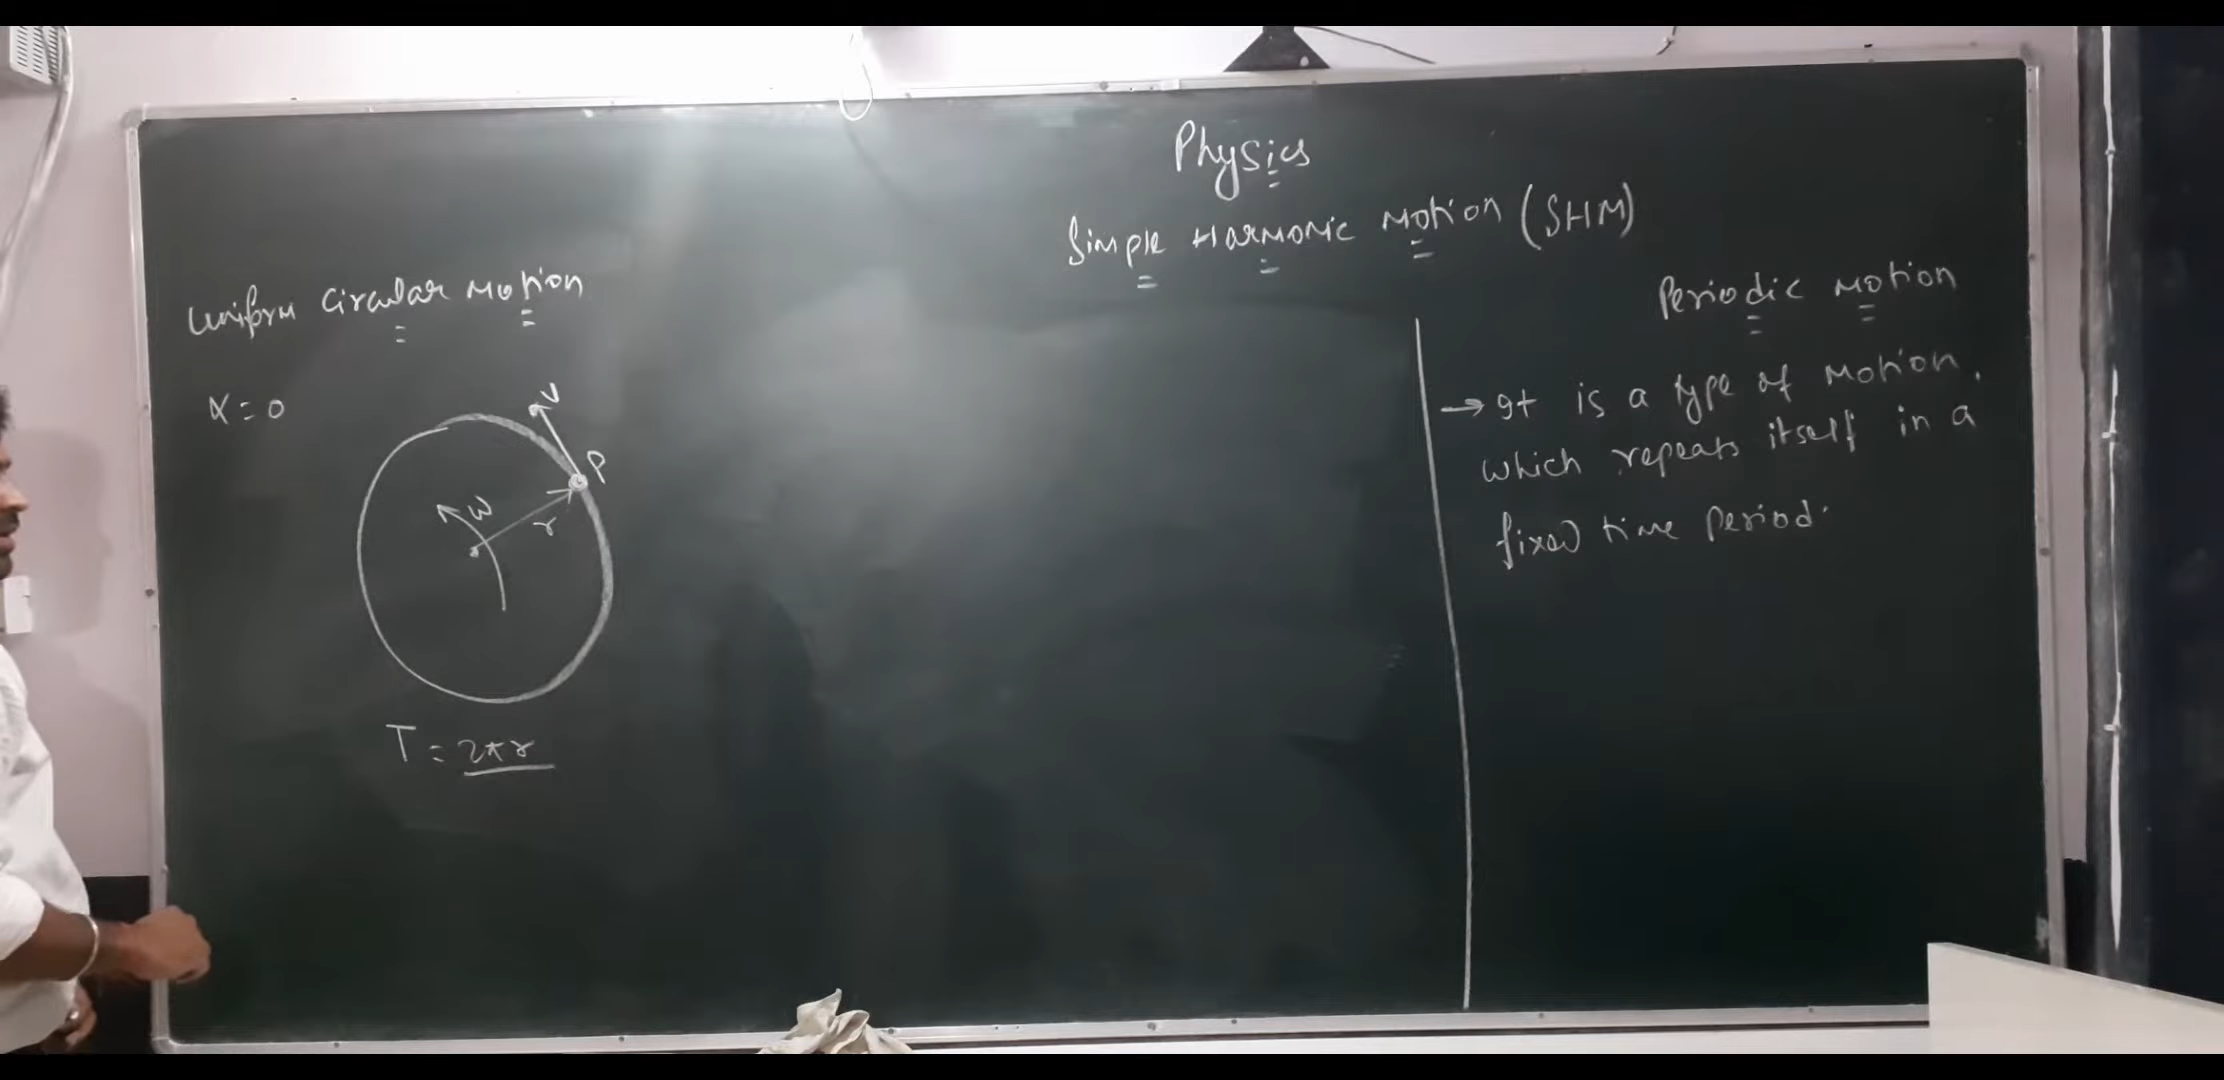 Physics
Simple Harmonic Motion (SHM)
Uniform Circular Motion
α = 0
V
P
ω
r
T = 2πr
Periodic Motion
→ It is a type of motion.
which repeats itself in a
fixed time period.